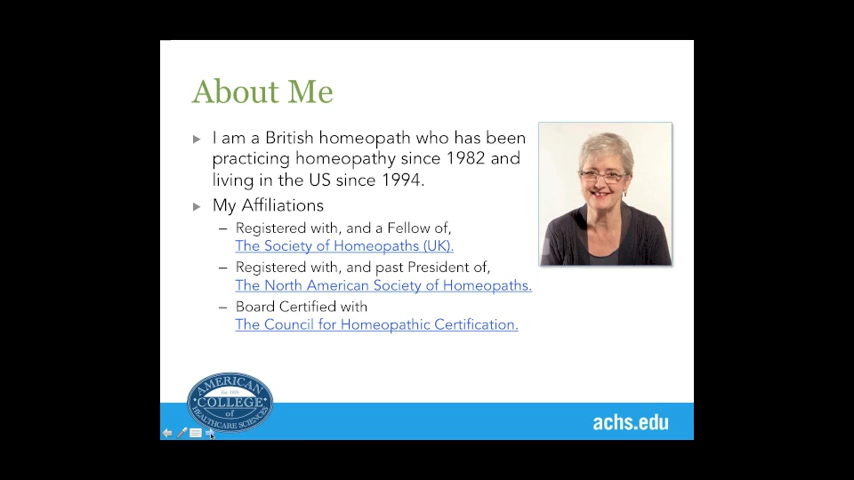 About Me
I am a British homeopath who has been
practicing homeopathy since 1982 and
living in the US since 1994.
My Affiliations
– Registered with, and a Fellow of,
The Society of Homeopaths (UK).
– Registered with, and past President of,
The North American Society of Homeopaths.
– Board Certified with
The Council for Homeopathic Certification.
AMERICAN
COLLEGE
of
HEALTHCARE SCIENCES
achs.edu